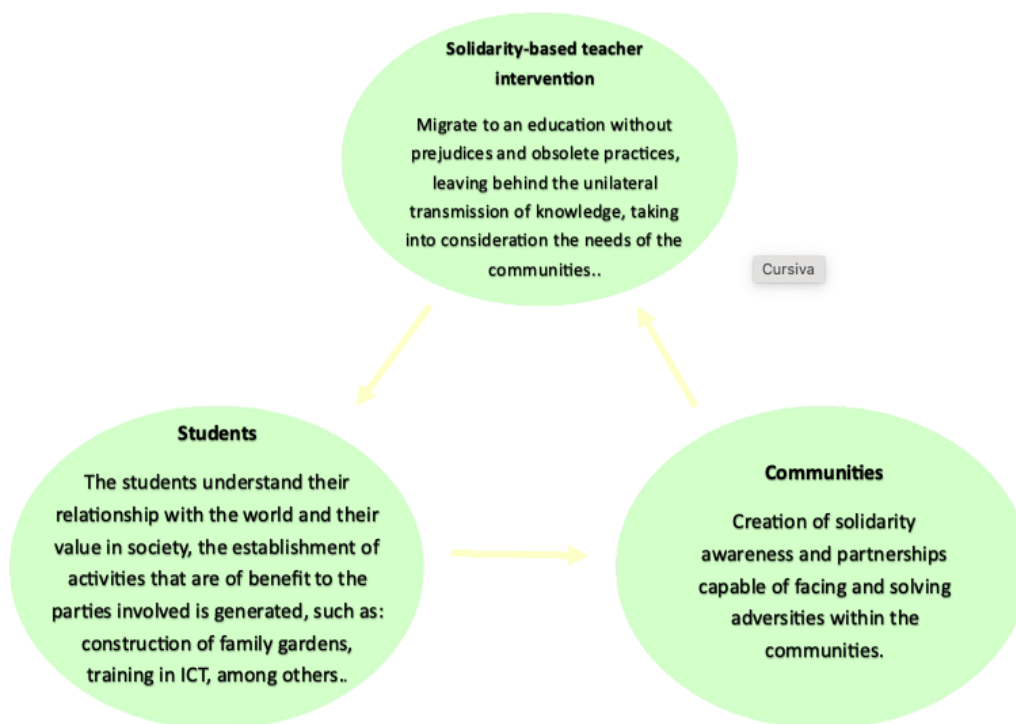 Solidarity-based teacher
intervention
Migrate to an education without
prejudices and obsolete practices,
leaving behind the unilateral
transmission of knowledge, taking
into consideration the needs of the
communities..
Cursiva
Students
The students understand their
relationship with the world and their
value in society, the establishment of
activities that are of benefit to the
parties involved is generated, such as:
construction of family gardens,
training in ICT, among others..
Communities
Creation of solidarity
awareness and partnerships
capable of facing and solving
adversities within the
communities.